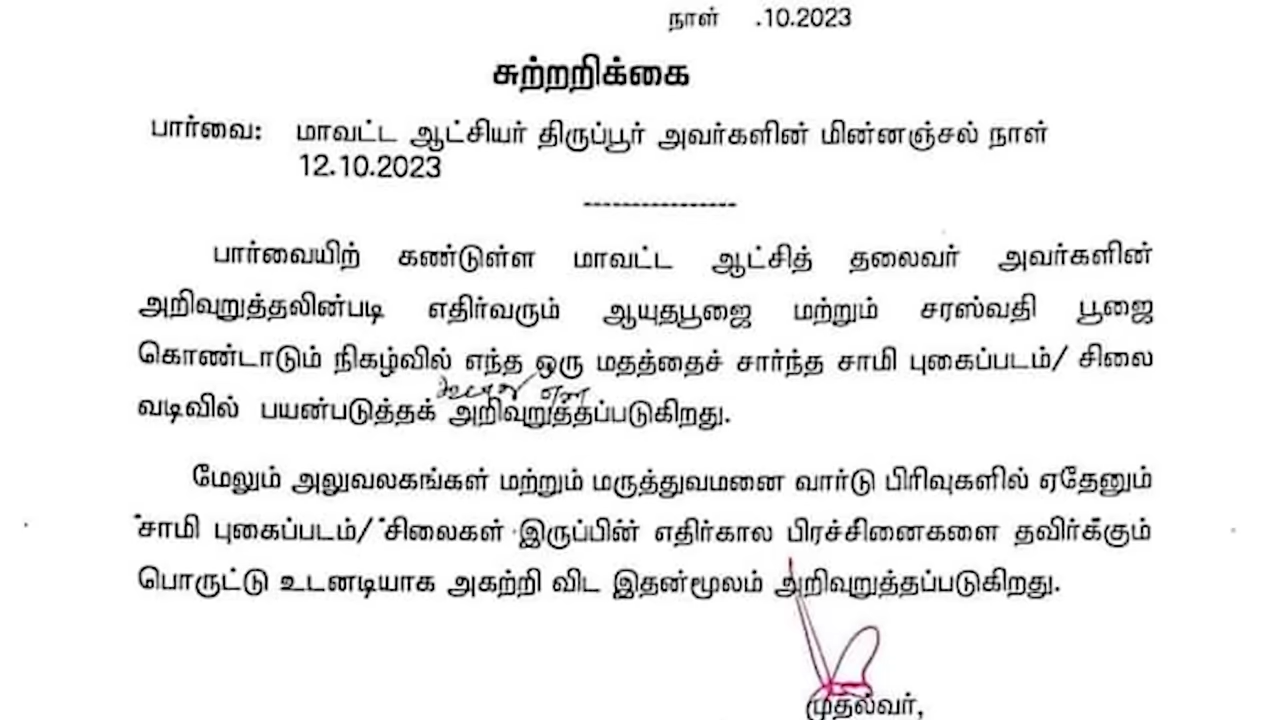 நாள் .10.2023
சுற்றறிக்கை
பார்வை: மாவட்ட ஆட்சியர் திருப்பூர் அவர்களின் மின்னஞ்சல் நாள்
12.10.2023
----------------
பார்வையிற் கண்டுள்ள மாவட்ட ஆட்சித் தலைவர் அவர்களின்
அறிவுறுத்தலின்படி எதிர்வரும் ஆயுதபூஜை மற்றும் சரஸ்வதி பூஜை
கொண்டாடும் நிகழ்வில் எந்த ஒரு மதத்தைச் சார்ந்த சாமி புகைப்படம்/ சிலை
கூடாது என
வடிவில் பயன்படுத்தக் அறிவுறுத்தப்படுகிறது.
மேலும் அலுவலகங்கள் மற்றும் மருத்துவமனை வார்டு பிரிவுகளில் ஏதேனும்
சாமி புகைப்படம்/ சிலைகள் இருப்பின் எதிர்கால பிரச்சினைகளை தவிர்க்கும்
பொருட்டு உடனடியாக அகற்றி விட இதன்மூலம் அறிவுறுத்தப்படுகிறது.
முதல்வர்,